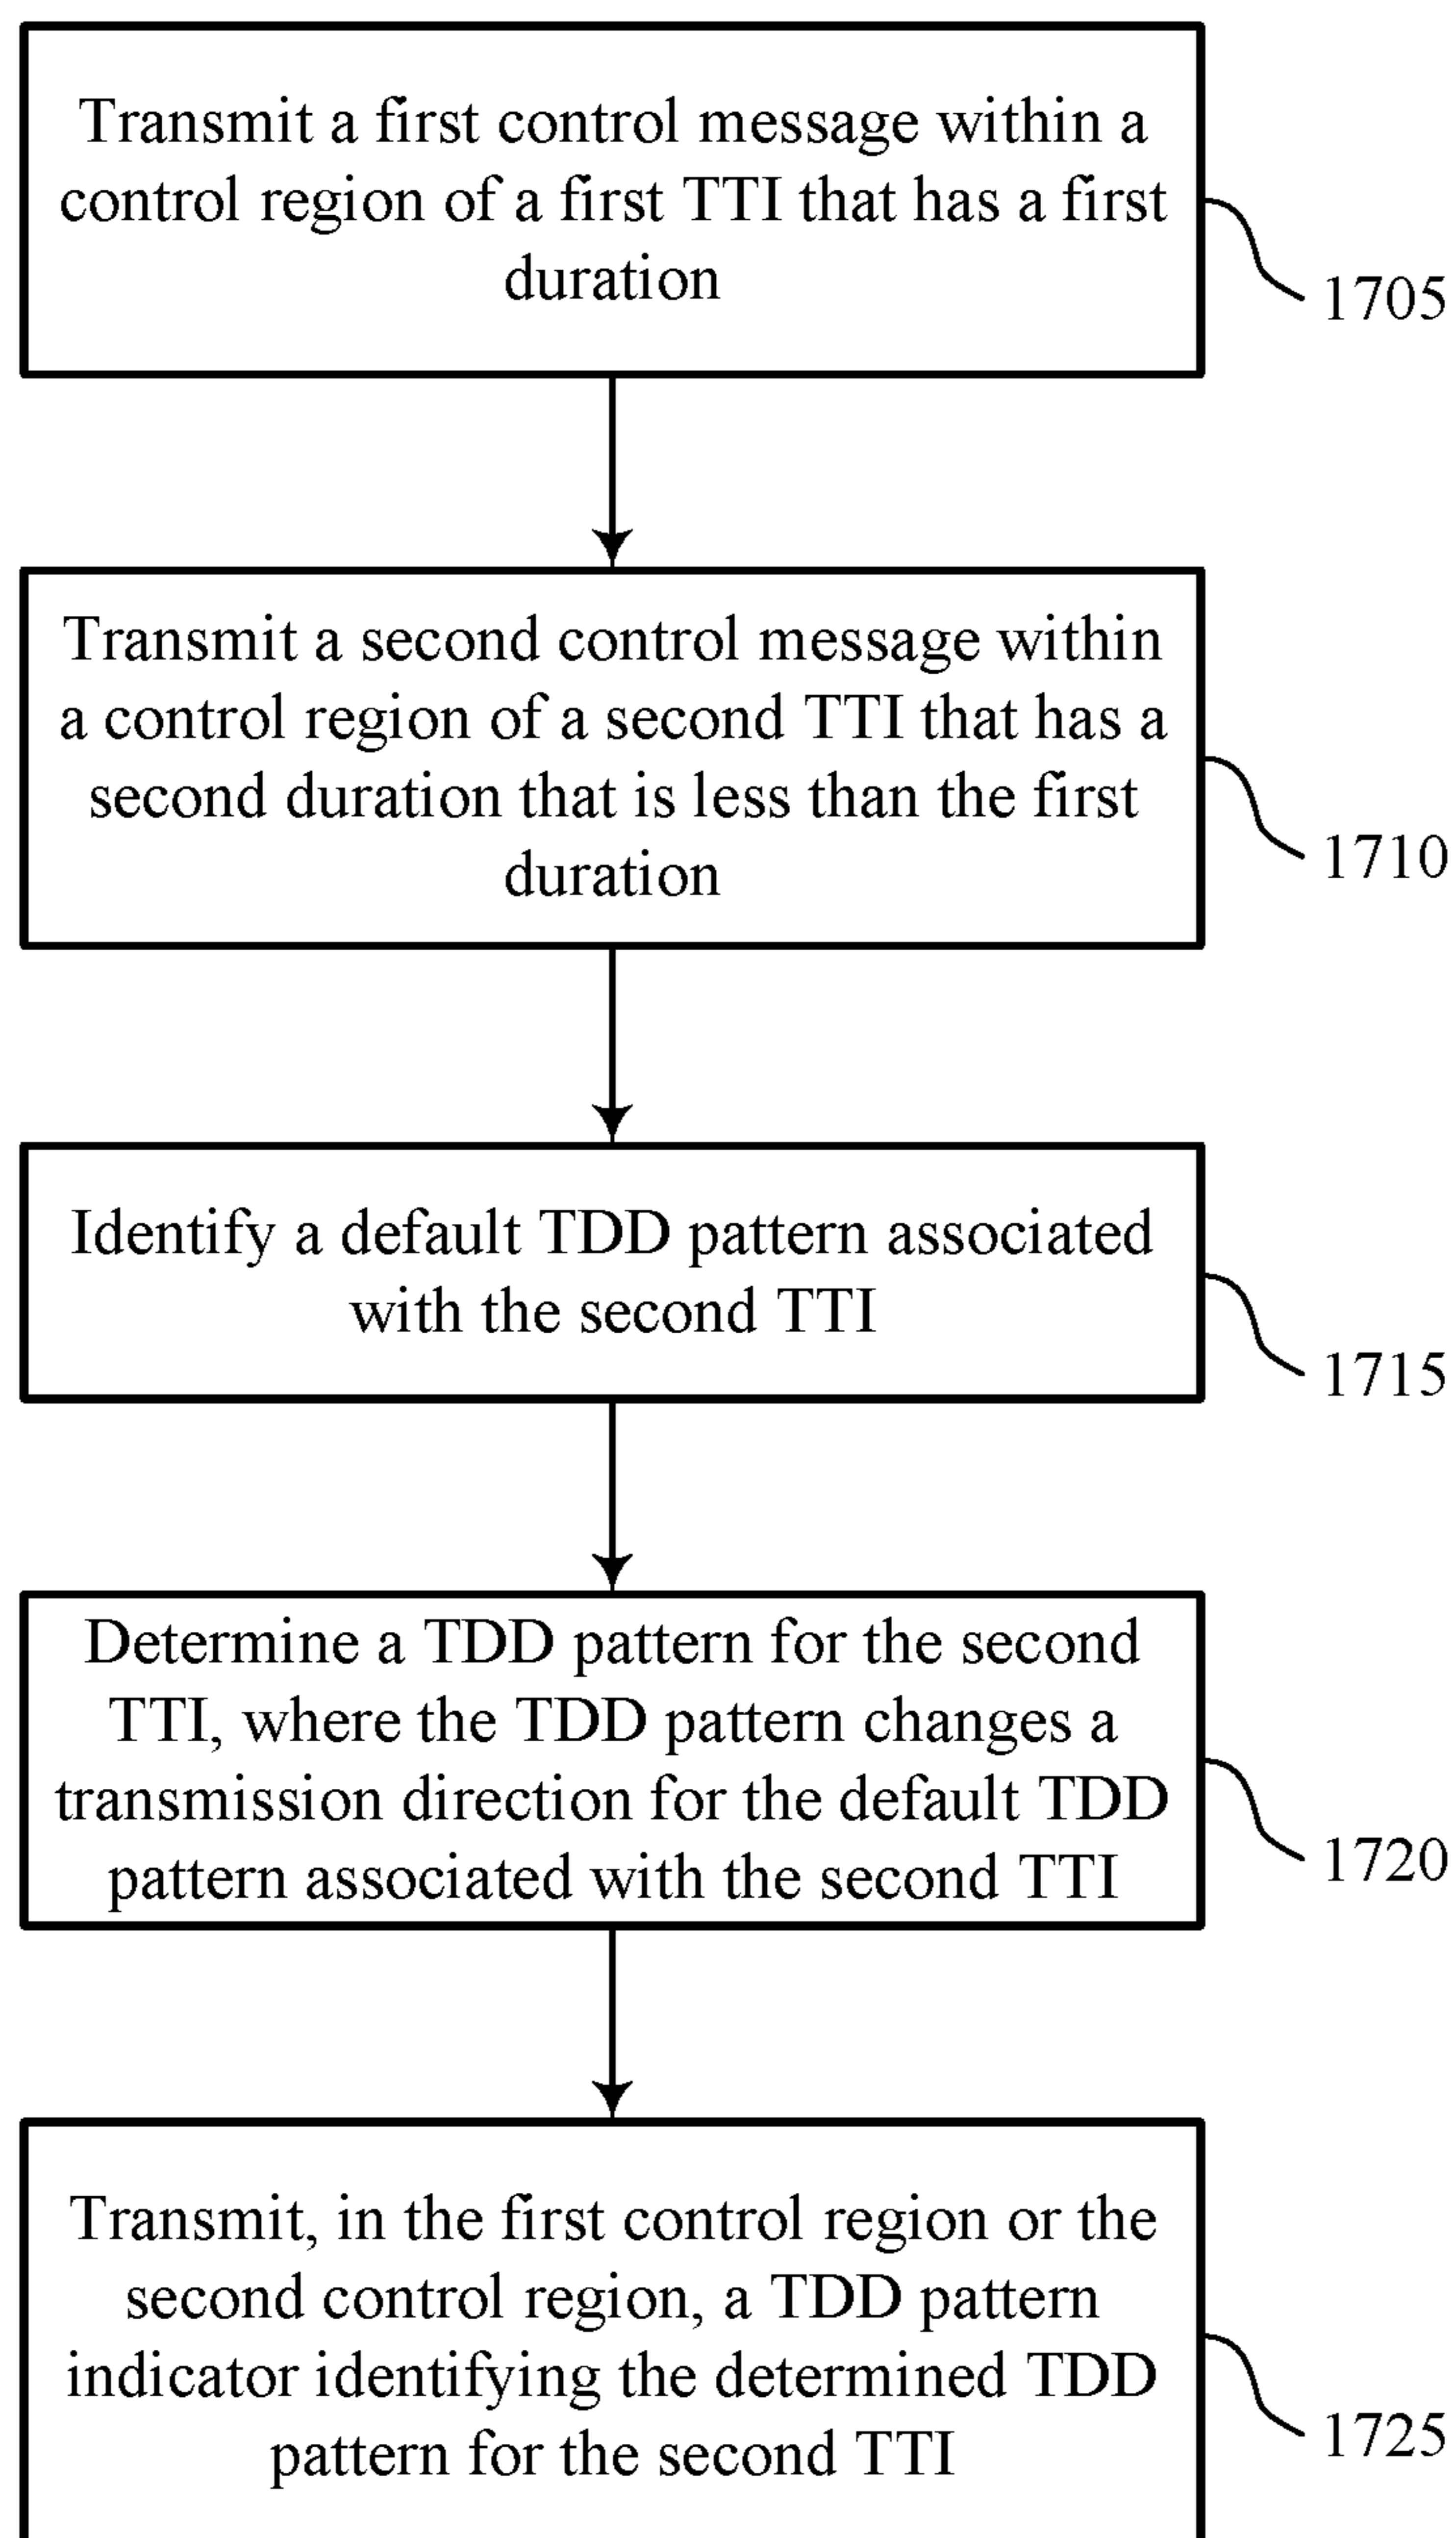 Transmit a first control message within a
control region of a first TTI that has a first
duration
1705
Transmit a second control message within
a control region of a second TTI that has a
second duration that is less than the first
duration
1710
Identify a default TDD pattern associated
with the second TTI
1715
Determine a TDD pattern for the second
TTI, where the TDD pattern changes a
transmission direction for the default TDD
pattern associated with the second TTI
1720
Transmit, in the first control region or the
second control region, a TDD pattern
indicator identifying the determined TDD
pattern for the second TTI
1725